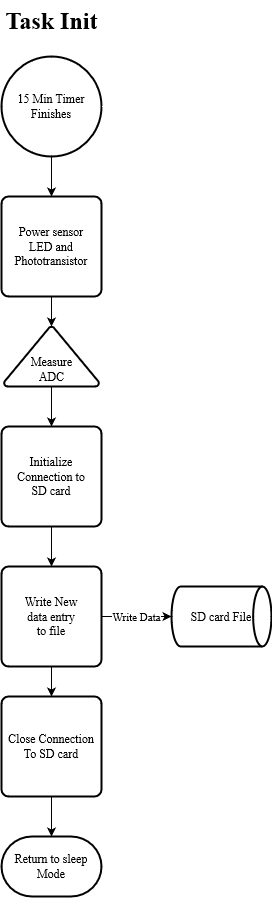 Task Init
15 Min Timer
Finishes
Power sensor
LED and
Phototransistor
Measure
ADC
Initialize
Connection to
SD card
Write New
data entry
to file
Write Data
SD card File
Close Connection
To SD card
Return to sleep
Mode